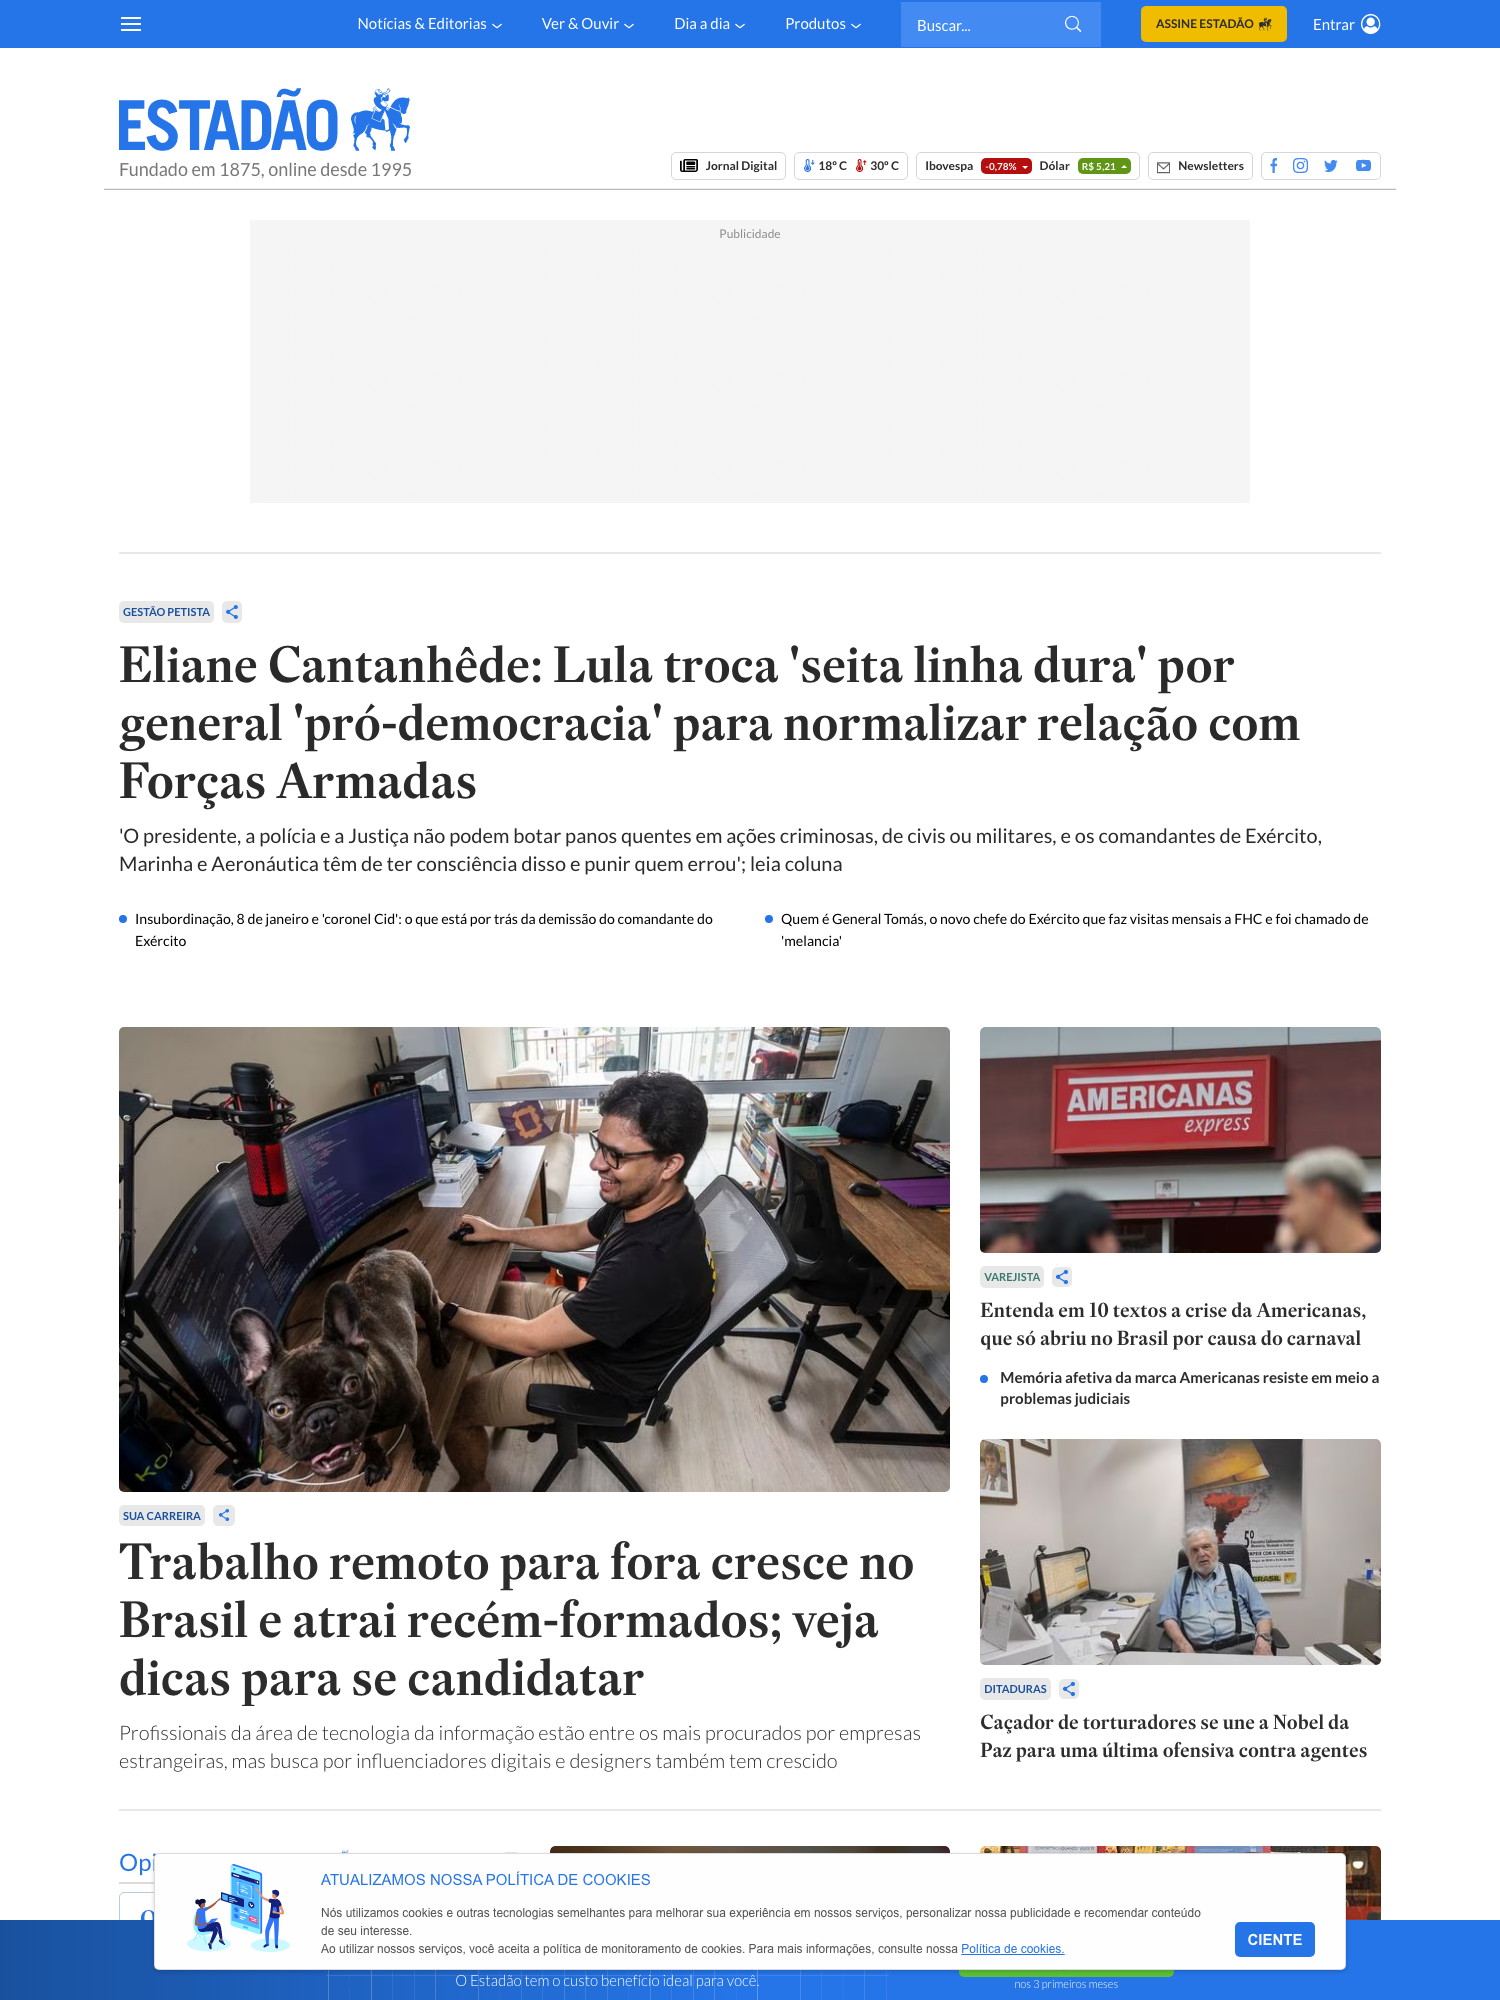 Notícias & Editorias
Ver & Ouvir
Dia a dia
Produtos
Buscar...
ASSINE ESTADÃO
Entrar
ESTADÃO
Fundado em 1875, online desde 1995
Jornal Digital
18º C 30º C
Ibovespa -0,78% Dólar R$ 5,21
Newsletters
Publicidade
GESTÃO PETISTA
Eliane Cantanhêde: Lula troca 'seita linha dura' por
general 'pró-democracia' para normalizar relação com
Forças Armadas
'O presidente, a polícia e a Justiça não podem botar panos quentes em ações criminosas, de civis ou militares, e os comandantes de Exército,
Marinha e Aeronáutica têm de ter consciência disso e punir quem errou'; leia coluna
Insubordinação, 8 de janeiro e 'coronel Cid': o que está por trás da demissão do comandante do
Exército
Quem é General Tomás, o novo chefe do Exército que faz visitas mensais a FHC e foi chamado de
'melancia'
SUA CARREIRA
Trabalho remoto para fora cresce no
Brasil e atrai recém-formados; veja
dicas para se candidatar
Profissionais da área de tecnologia da informação estão entre os mais procurados por empresas
estrangeiras, mas busca por influenciadores digitais e designers também tem crescido
AMERICANAS
express
VAREJISTA
Entenda em 10 textos a crise da Americanas,
que só abriu no Brasil por causa do carnaval
Memória afetiva da marca Americanas resiste em meio a
problemas judiciais
5º
BRASIL
DITADURAS
Caçador de torturadores se une a Nobel da
Paz para uma última ofensiva contra agentes
Opi
ATUALIZAMOS NOSSA POLÍTICA DE COOKIES
Nós utilizamos cookies e outras tecnologias semelhantes para melhorar sua experiência em nossos serviços, personalizar nossa publicidade e recomendar conteúdo
de seu interesse.
Ao utilizar nossos serviços, você aceita a política de monitoramento de cookies. Para mais informações, consulte nossa Política de cookies.
CIENTE
O Estadão tem o custo benefício ideal para você.
nos 3 primeiros meses